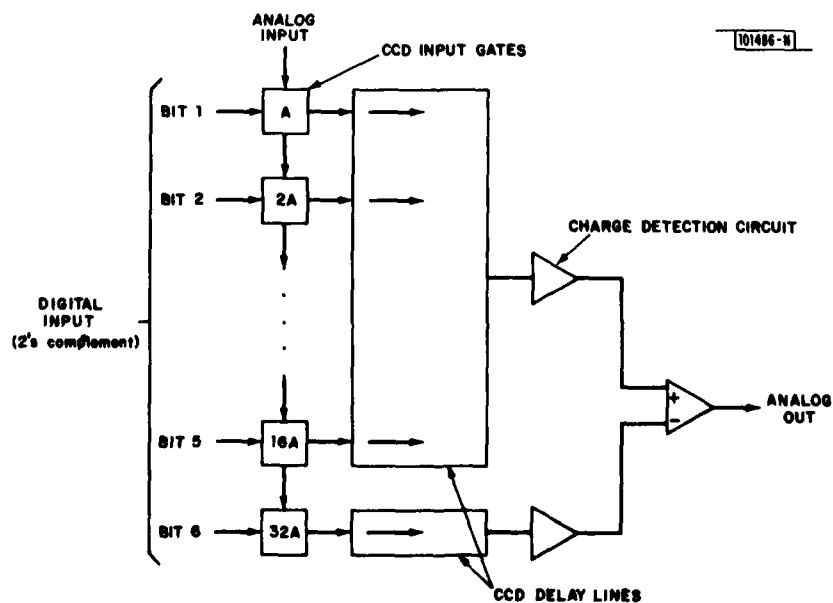 ANALOG
INPUT
CCD INPUT GATES
101486-N
BIT 1
A
BIT 2
2A
CHARGE DETECTION CIRCUIT
DIGITAL
INPUT
(2's complement)
+
-
ANALOG
OUT
BIT 5
16A
BIT 6
32A
CCD DELAY LINES